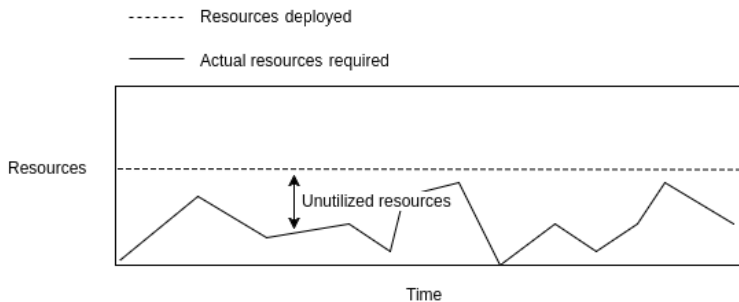 Resources deployed
Actual resources required
Resources
Unutilized resources
Time